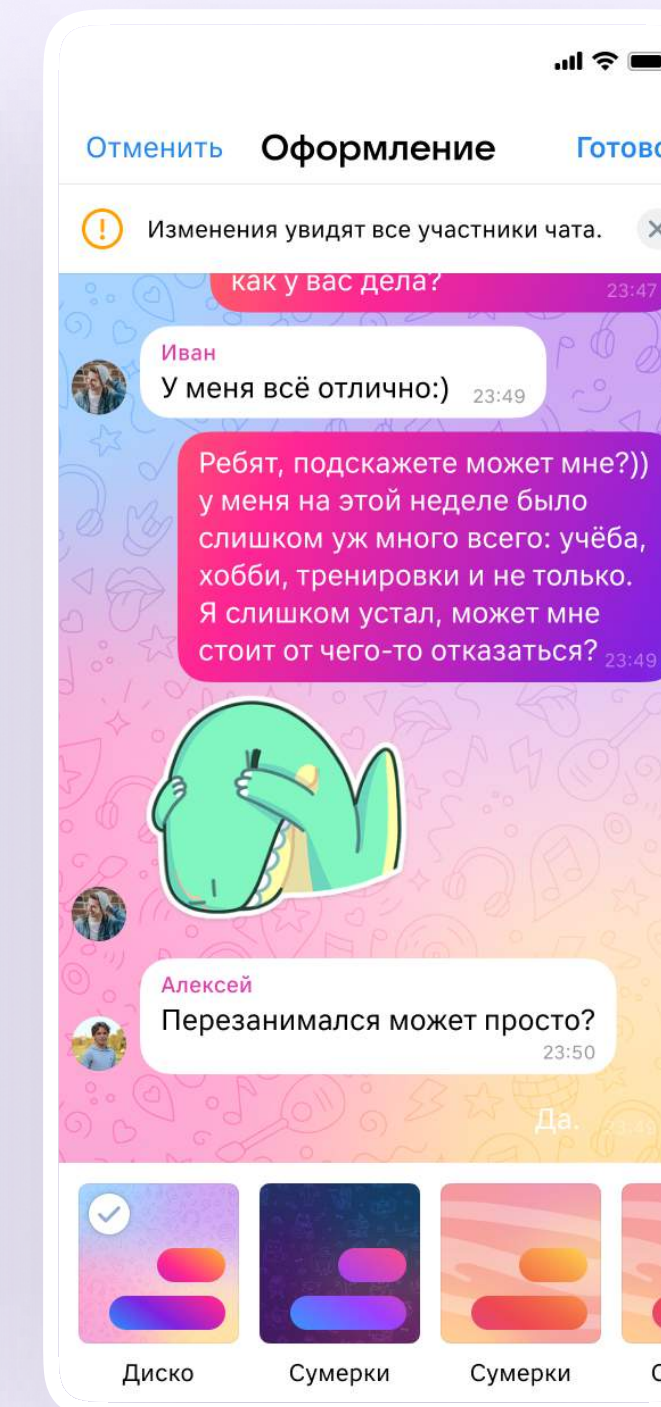 Отменить Оформление Готово
Изменения увидят все участники чата.
как у вас дела?
23:47
Иван
У меня всё отлично:) 23:49
Ребят, подскажете может мне?))
у меня на этой неделе было
слишком уж много всего: учёба,
хобби, тренировки и не только.
Я слишком устал, может мне
стоит от чего-то отказаться? 23:49
Алексей
Перезанимался может просто?
23:50
Да. 23:49
Диско Сумерки Сумерки